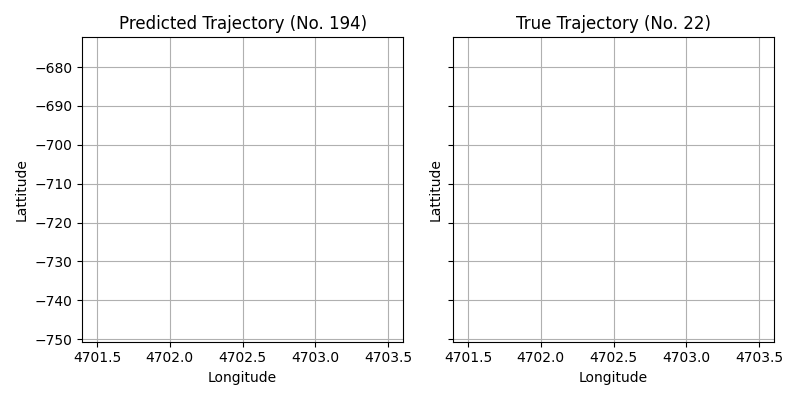 Predicted Trajectory (No. 194)
Lattitude
−680
−690
−700
−710
−720
−730
−740
−750
4701.5 4702.0 4702.5 4703.0 4703.5
Longitude
True Trajectory (No. 22)
Lattitude
4701.5 4702.0 4702.5 4703.0 4703.5
Longitude